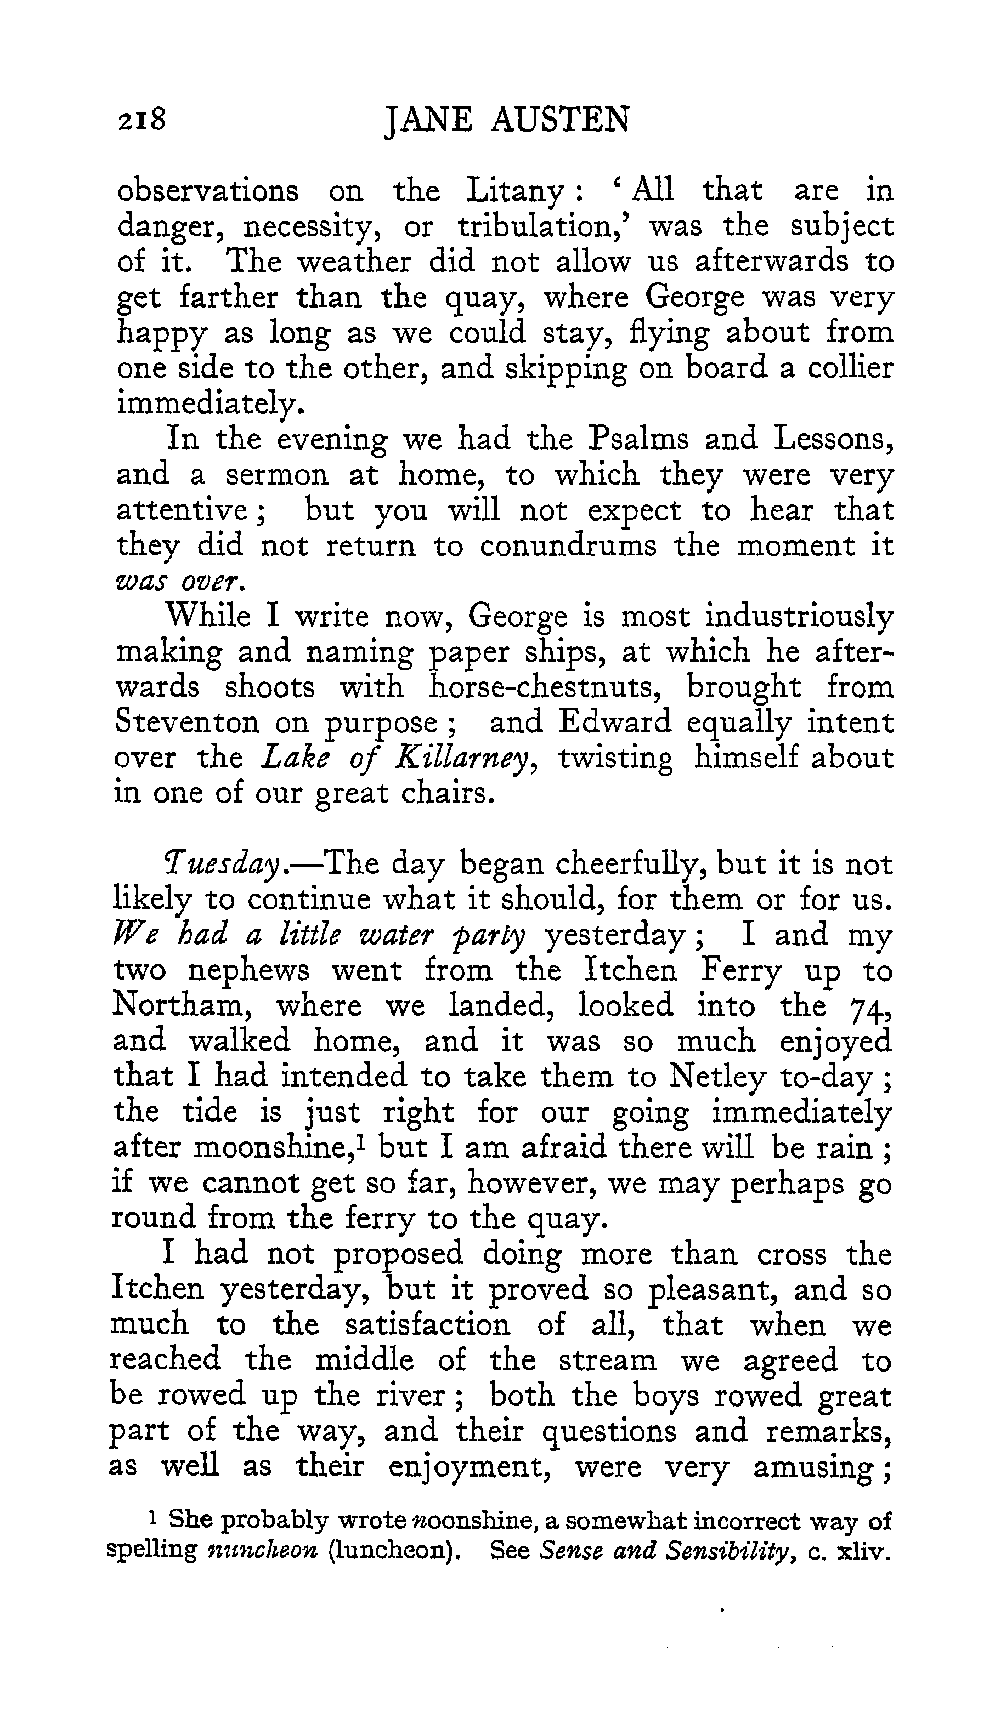 218 JANE AUSTEN
observations on the Litany : ‘ All that are in
danger, necessity, or tribulation,’ was the subject
of it. The weather did not allow us afterwards to
get farther than the quay, where George was very
happy as long as we could stay, flying about from
one side to the other, and skipping on board a collier
immediately.
In the evening we had the Psalms and Lessons,
and a sermon at home, to which they were very
attentive ; but you will not expect to hear that
they did not return to conundrums the moment it
was over.
While I write now, George is most industriously
making and naming paper ships, at which he after-
wards shoots with horse-chestnuts, brought from
Steventon on purpose ; and Edward equally intent
over the Lake of Killarney, twisting himself about
in one of our great chairs.
Tuesday.—The day began cheerfully, but it is not
likely to continue what it should, for them or for us.
We had a little water party yesterday ; I and my
two nephews went from the Itchen Ferry up to
Northam, where we landed, looked into the 74,
and walked home, and it was so much enjoyed
that I had intended to take them to Netley to-day ;
the tide is just right for our going immediately
after moonshine,¹ but I am afraid there will be rain ;
if we cannot get so far, however, we may perhaps go
round from the ferry to the quay.
I had not proposed doing more than cross the
Itchen yesterday, but it proved so pleasant, and so
much to the satisfaction of all, that when we
reached the middle of the stream we agreed to
be rowed up the river ; both the boys rowed great
part of the way, and their questions and remarks,
as well as their enjoyment, were very amusing ;
¹ She probably wrote noonshine, a somewhat incorrect way of
spelling nuncheon (luncheon). See Sense and Sensibility, c. xliv.